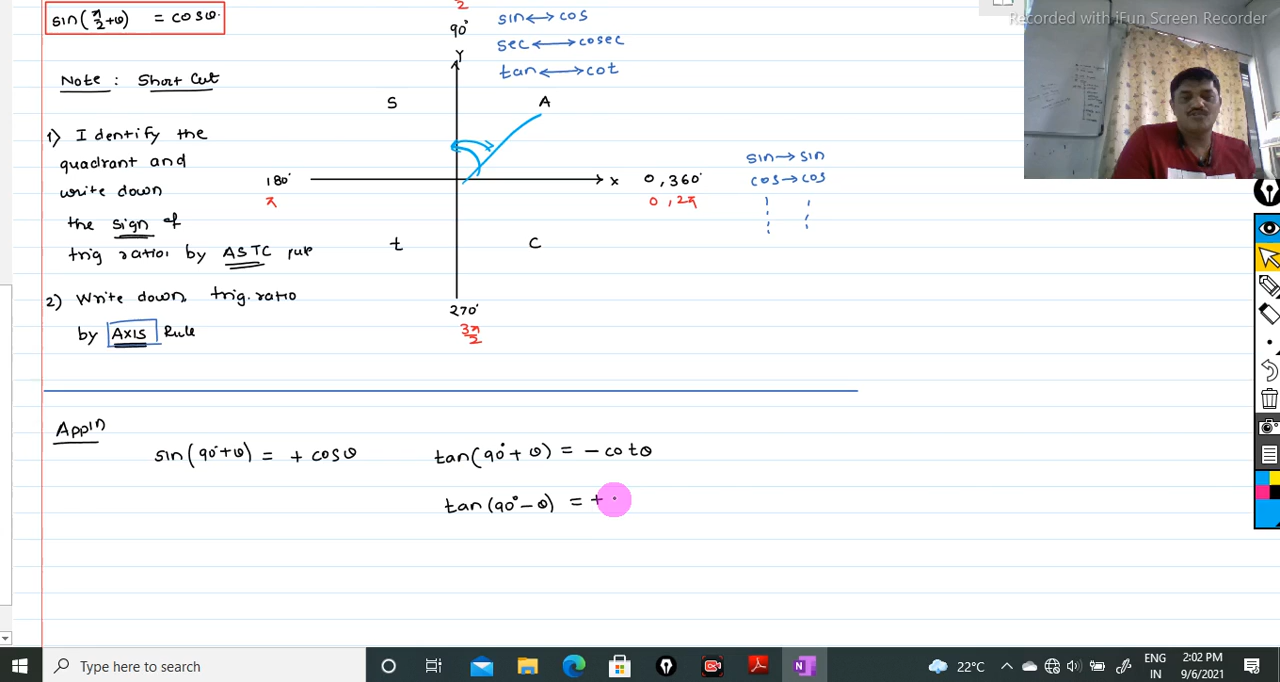 sin(π/2+θ) = cosθ
2
90°
sin⟷cos
sec⟷cosec
tan⟷cot
Recorded with iFun Screen Recorder
Note : Short Cut
Y
S
A
1) Identify the
quadrant and
write down
the sign of
trig ratio. by ASTC rule
180°
π
x
0,360°
0,2π
sin→sin
cos→cos
t
C
2) Write down trig.ratio
by Axis Rule
270°
3π/2
Appln
sin(90°+θ) = + cosθ
tan(90°+θ) = - cotθ
tan(90°-θ) = +
Type here to search
22°C
ENG
IN
2:02 PM
9/6/2021